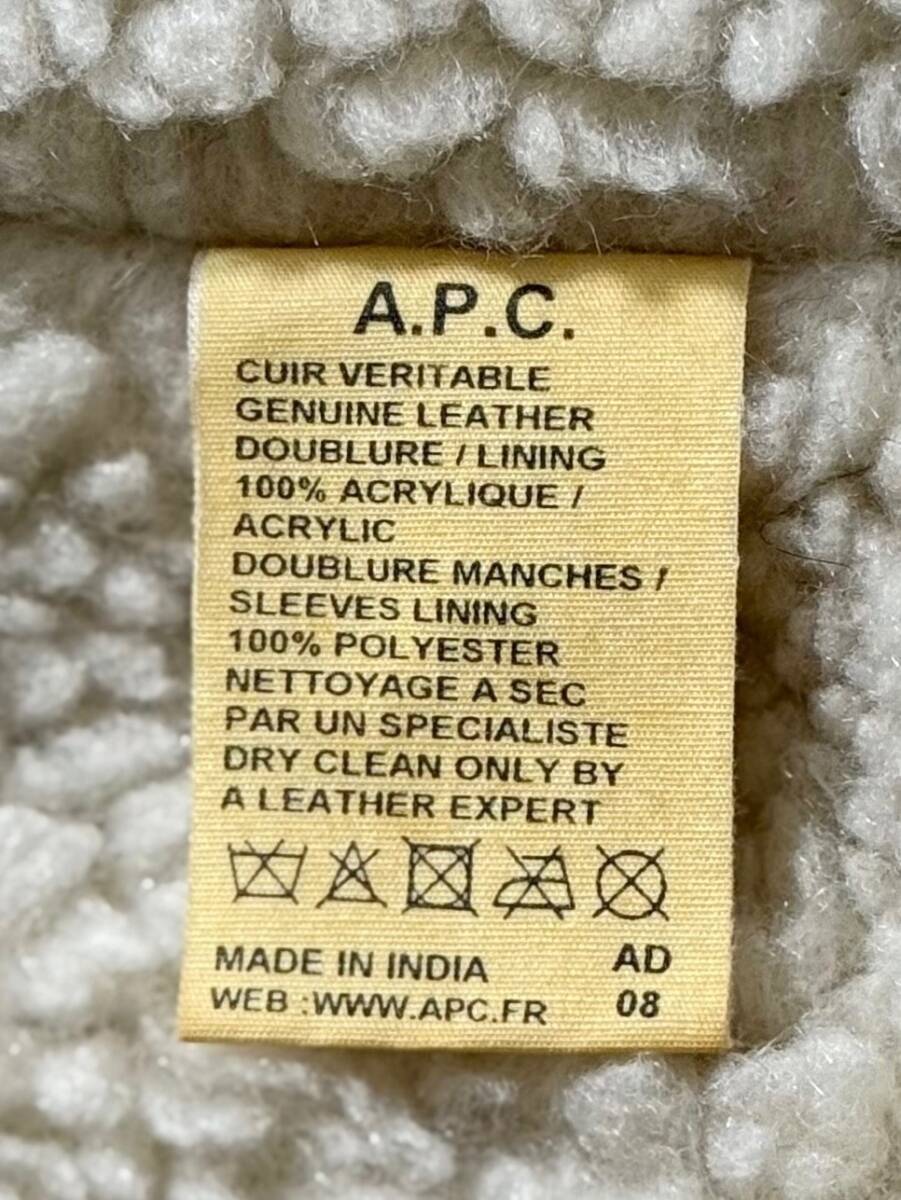 A.P.C.
CUIR VERITABLE
GENUINE LEATHER
DOUBLURE / LINING
100% ACRYLIQUE /
ACRYLIC
DOUBLURE MANCHES /
SLEEVES LINING
100% POLYESTER
NETTOYAGE A SEC
PAR UN SPECIALISTE
DRY CLEAN ONLY BY
A LEATHER EXPERT
MADE IN INDIA AD
WEB :WWW.APC.FR 08